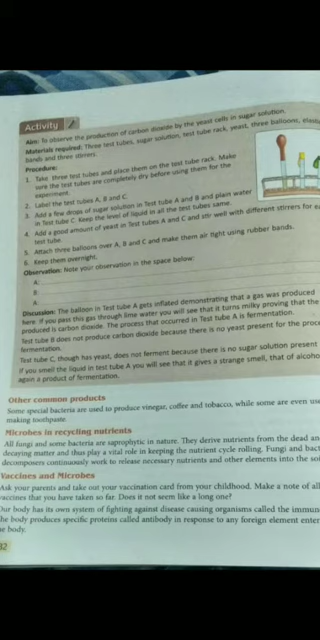 Activity
Aim: To observe the production of carbon dioxide by the yeast cells in sugar solution.
Materials required: Three test tubes, sugar solution, test tube rack, yeast, three balloons, elastic
bands and three stirrers.
Procedure:
1. Take three test tubes and place them on the test tube rack. Make
sure the test tubes are completely dry before using them for the
experiment.
2. Label the test tubes A, B and C.
3. Add a few drops of sugar solution in Test tube A and B and plain water
in Test tube C. Keep the level of liquid in all the test tubes same.
4. Add a good amount of yeast in Test tubes A and C and stir well with different stirrers for
test tube.
5. Attach three balloons over A, B and C and make them air tight using rubber bands.
6. Keep them overnight.
Observation: Note your observation in the space below:
A:
B:
A:
Discussion: The balloon in Test tube A gets inflated demonstrating that a gas was produced
here. If you pass this gas through lime water you will see that it turns milky proving that the
produced is carbon dioxide. The process that occurred in Test tube A is fermentation.
Test tube B does not produce carbon dioxide because there is no yeast present for the
fermentation.
Test tube C, though has yeast, does not ferment because there is no sugar solution present
If you smell the liquid in test tube A you will see that it gives a strange smell, that of
again a product of fermentation.
Other common products
Some special bacteria are used to produce vinegar, coffer and tobacco, while some are even
making toothpaste.
Microbes in recycling nutrients
All fungi and some bacteria are saprophytic in nature. They derive nutrients from the dead
decaying matter and thus play a vital role in keeping the nutrient cycle rolling. Fungi and
decomposers continuously work to release necessary nutrients and other elements into the
Vaccines and Microbes
Ask your parents and take out your vaccination card from your childhood. Make a note of all
vaccines that you have taken so far. Does it not seem like a long one?
Our body has its own system of fighting against disease causing organisms called the
The body produces specific proteins called antibody in response to any foreign element
he body.
32